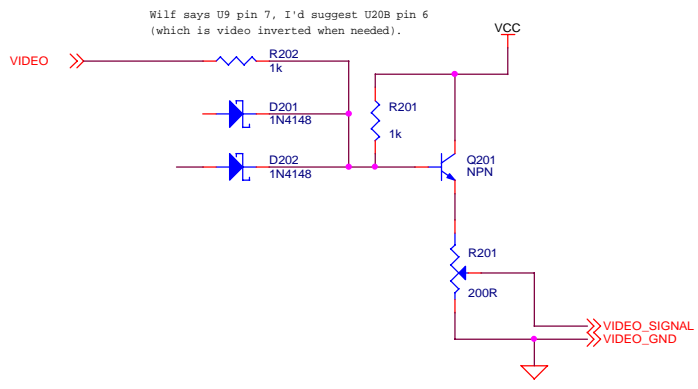 Wilf says U9 pin 7, I'd suggest U20B pin 6
(which is video inverted when needed).
VCC
VIDEO
R202
1k
D201
1N4148
R201
1k
D202
1N4148
Q201
NPN
R201
200R
VIDEO_SIGNAL
VIDEO_GND